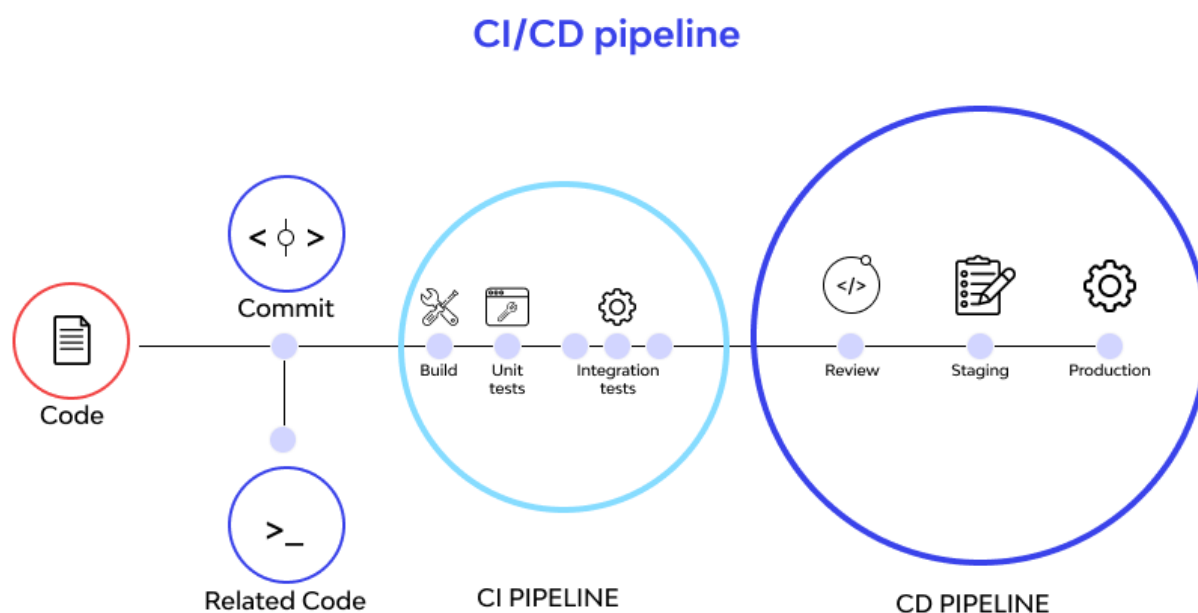 CI/CD pipeline
< >
Commit
Code
>_
Related Code
Build
Unit
tests
Integration
tests
CI PIPELINE
</>
Review
Staging
Production
CD PIPELINE